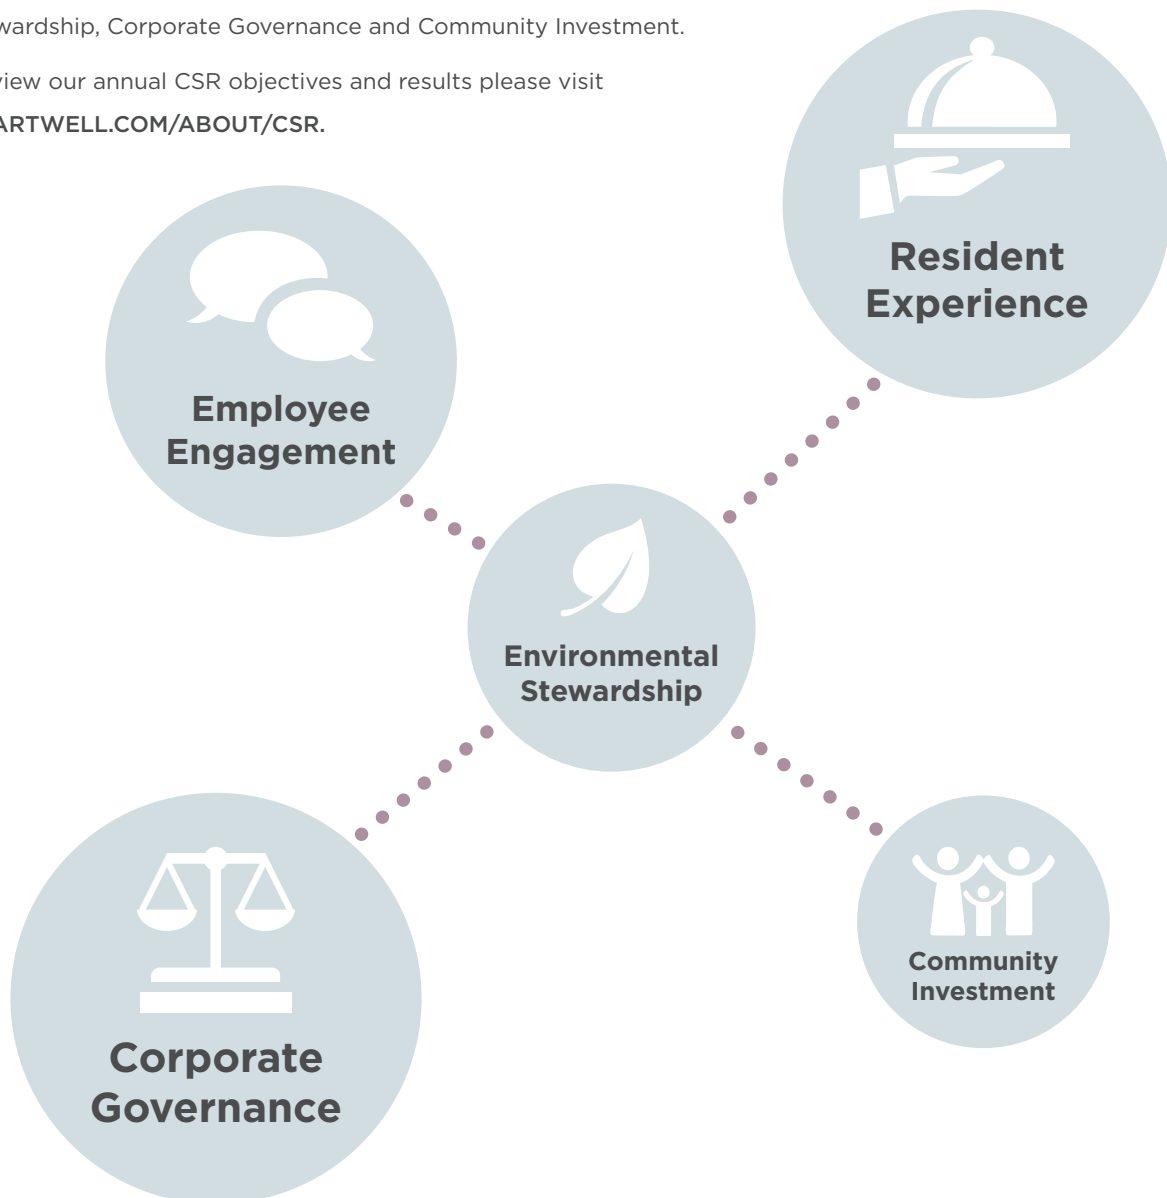 wardship, Corporate Governance and Community Investment.
view our annual CSR objectives and results please visit
ARTWELL.COM/ABOUT/CSR.
Resident
Experience
Employee
Engagement
Environmental
Stewardship
Community
Investment
Corporate
Governance